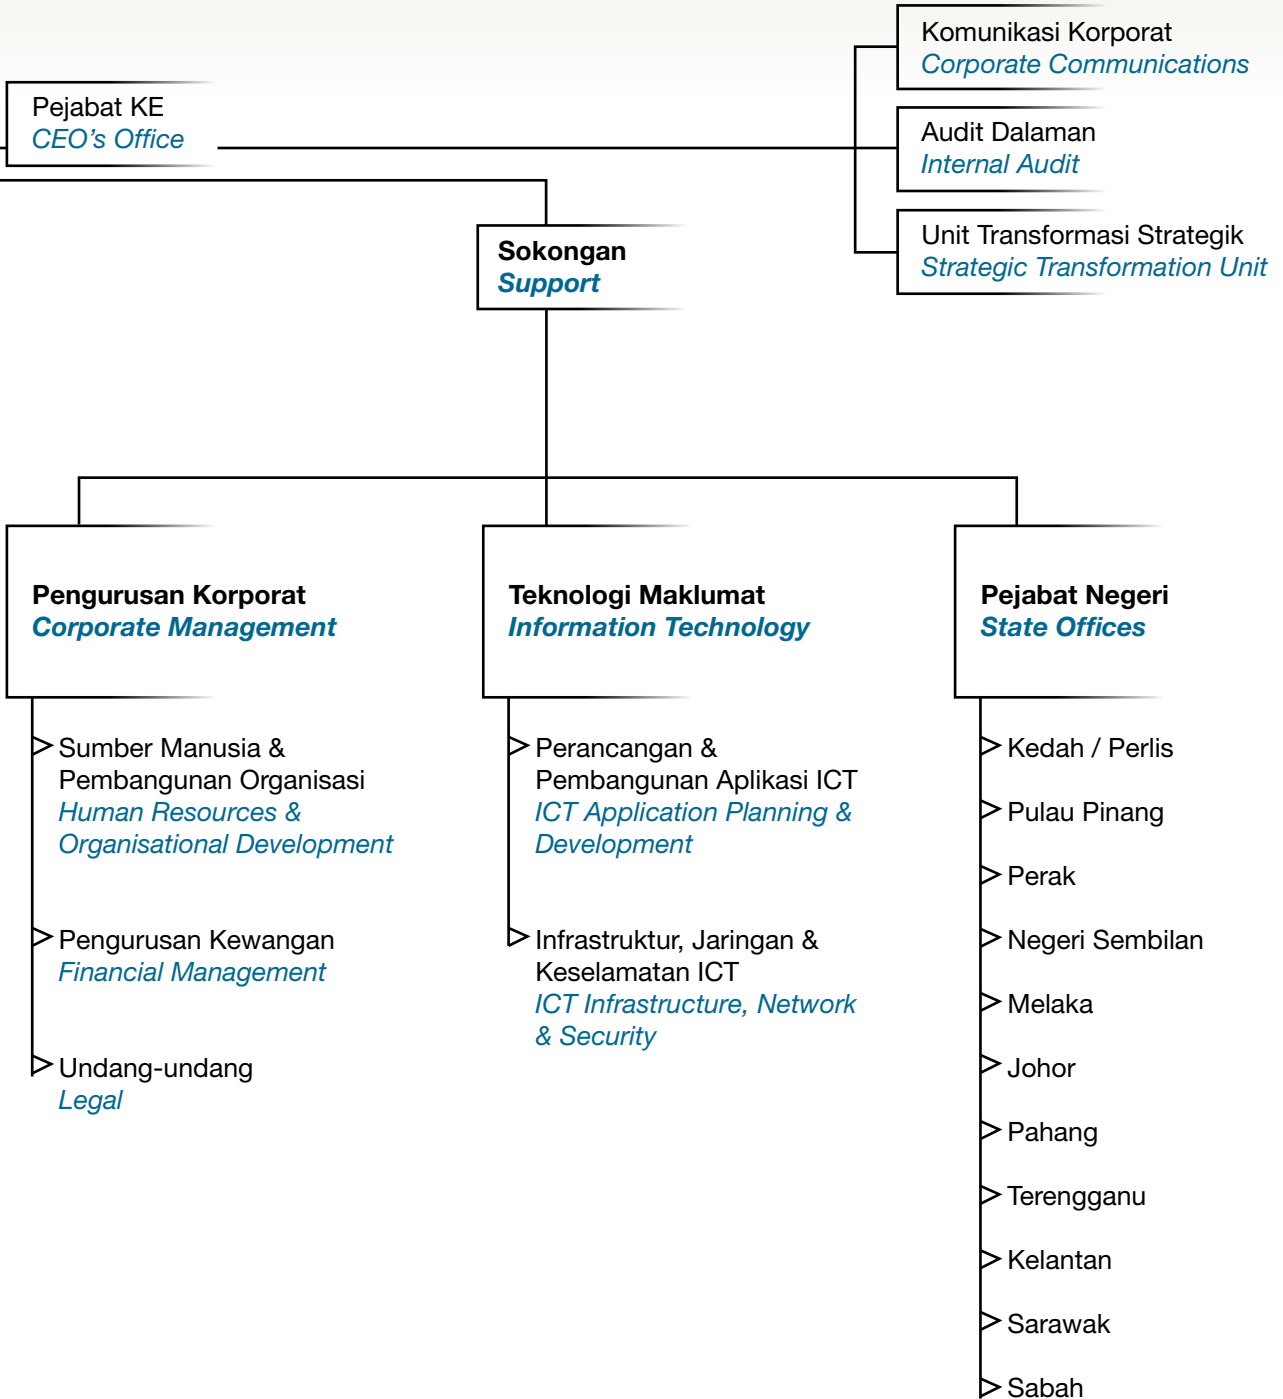 Komunikasi Korporat
Corporate Communications
Pejabat KE
CEO’s Office
Audit Dalaman
Internal Audit
Unit Transformasi Strategik
Strategic Transformation Unit
Sokongan
Support
Pengurusan Korporat
Corporate Management
Sumber Manusia &
Pembangunan Organisasi
Human Resources &
Organisational Development
Pengurusan Kewangan
Financial Management
Undang-undang
Legal
Teknologi Maklumat
Information Technology
Perancangan &
Pembangunan Aplikasi ICT
ICT Application Planning &
Development
Infrastruktur, Jaringan &
Keselamatan ICT
ICT Infrastructure, Network
& Security
Pejabat Negeri
State Offices
Kedah / Perlis
Pulau Pinang
Perak
Negeri Sembilan
Melaka
Johor
Pahang
Terengganu
Kelantan
Sarawak
Sabah